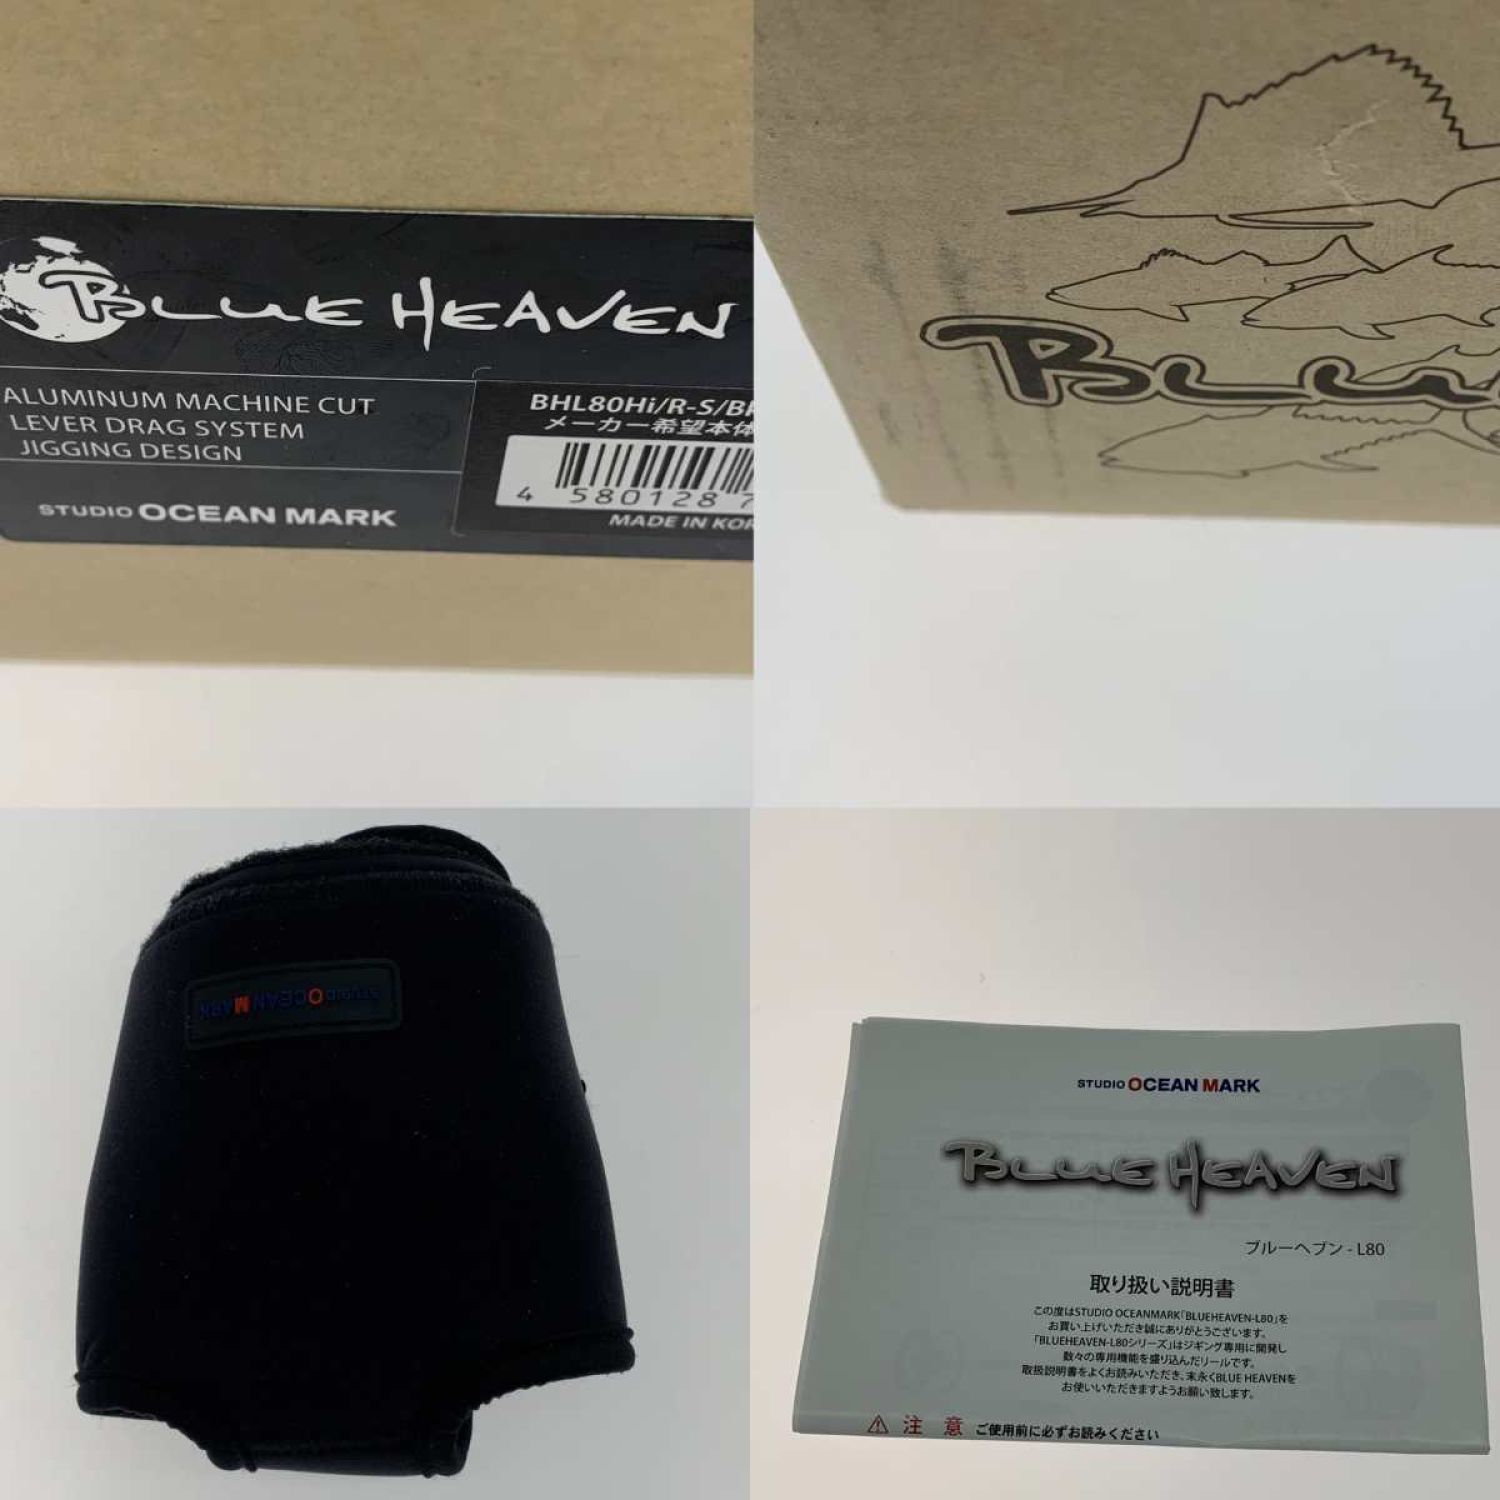 BLUE HEAVEN
ALUMINUM MACHINE CUT
LEVER DRAG SYSTEM
JIGGING DESIGN
STUDIO OCEAN MARK
BHL80Hi/R-S/
メーカー希望本体
4 580128 7
MADE IN KOR
BLU
STUDIO OCEAN MARK
STUDIO OCEAN MARK
BLUE HEAVEN
ブルーヘブン - L80
取り扱い説明書
この度はSTUDIO OCEANMARK「BLUEHEAVEN-L80」を
お買い上げいただき誠にありがとうございます。
「BLUEHEAVEN-L80シリーズ」はジギング専用に開発し
数々の専用機能を盛り込んだリールです。
取扱説明書をよくお読みいただき、末永くBLUE HEAVENを
お使いいただきますようお願い致します。
注 意 ご使用前に必ずお読みください